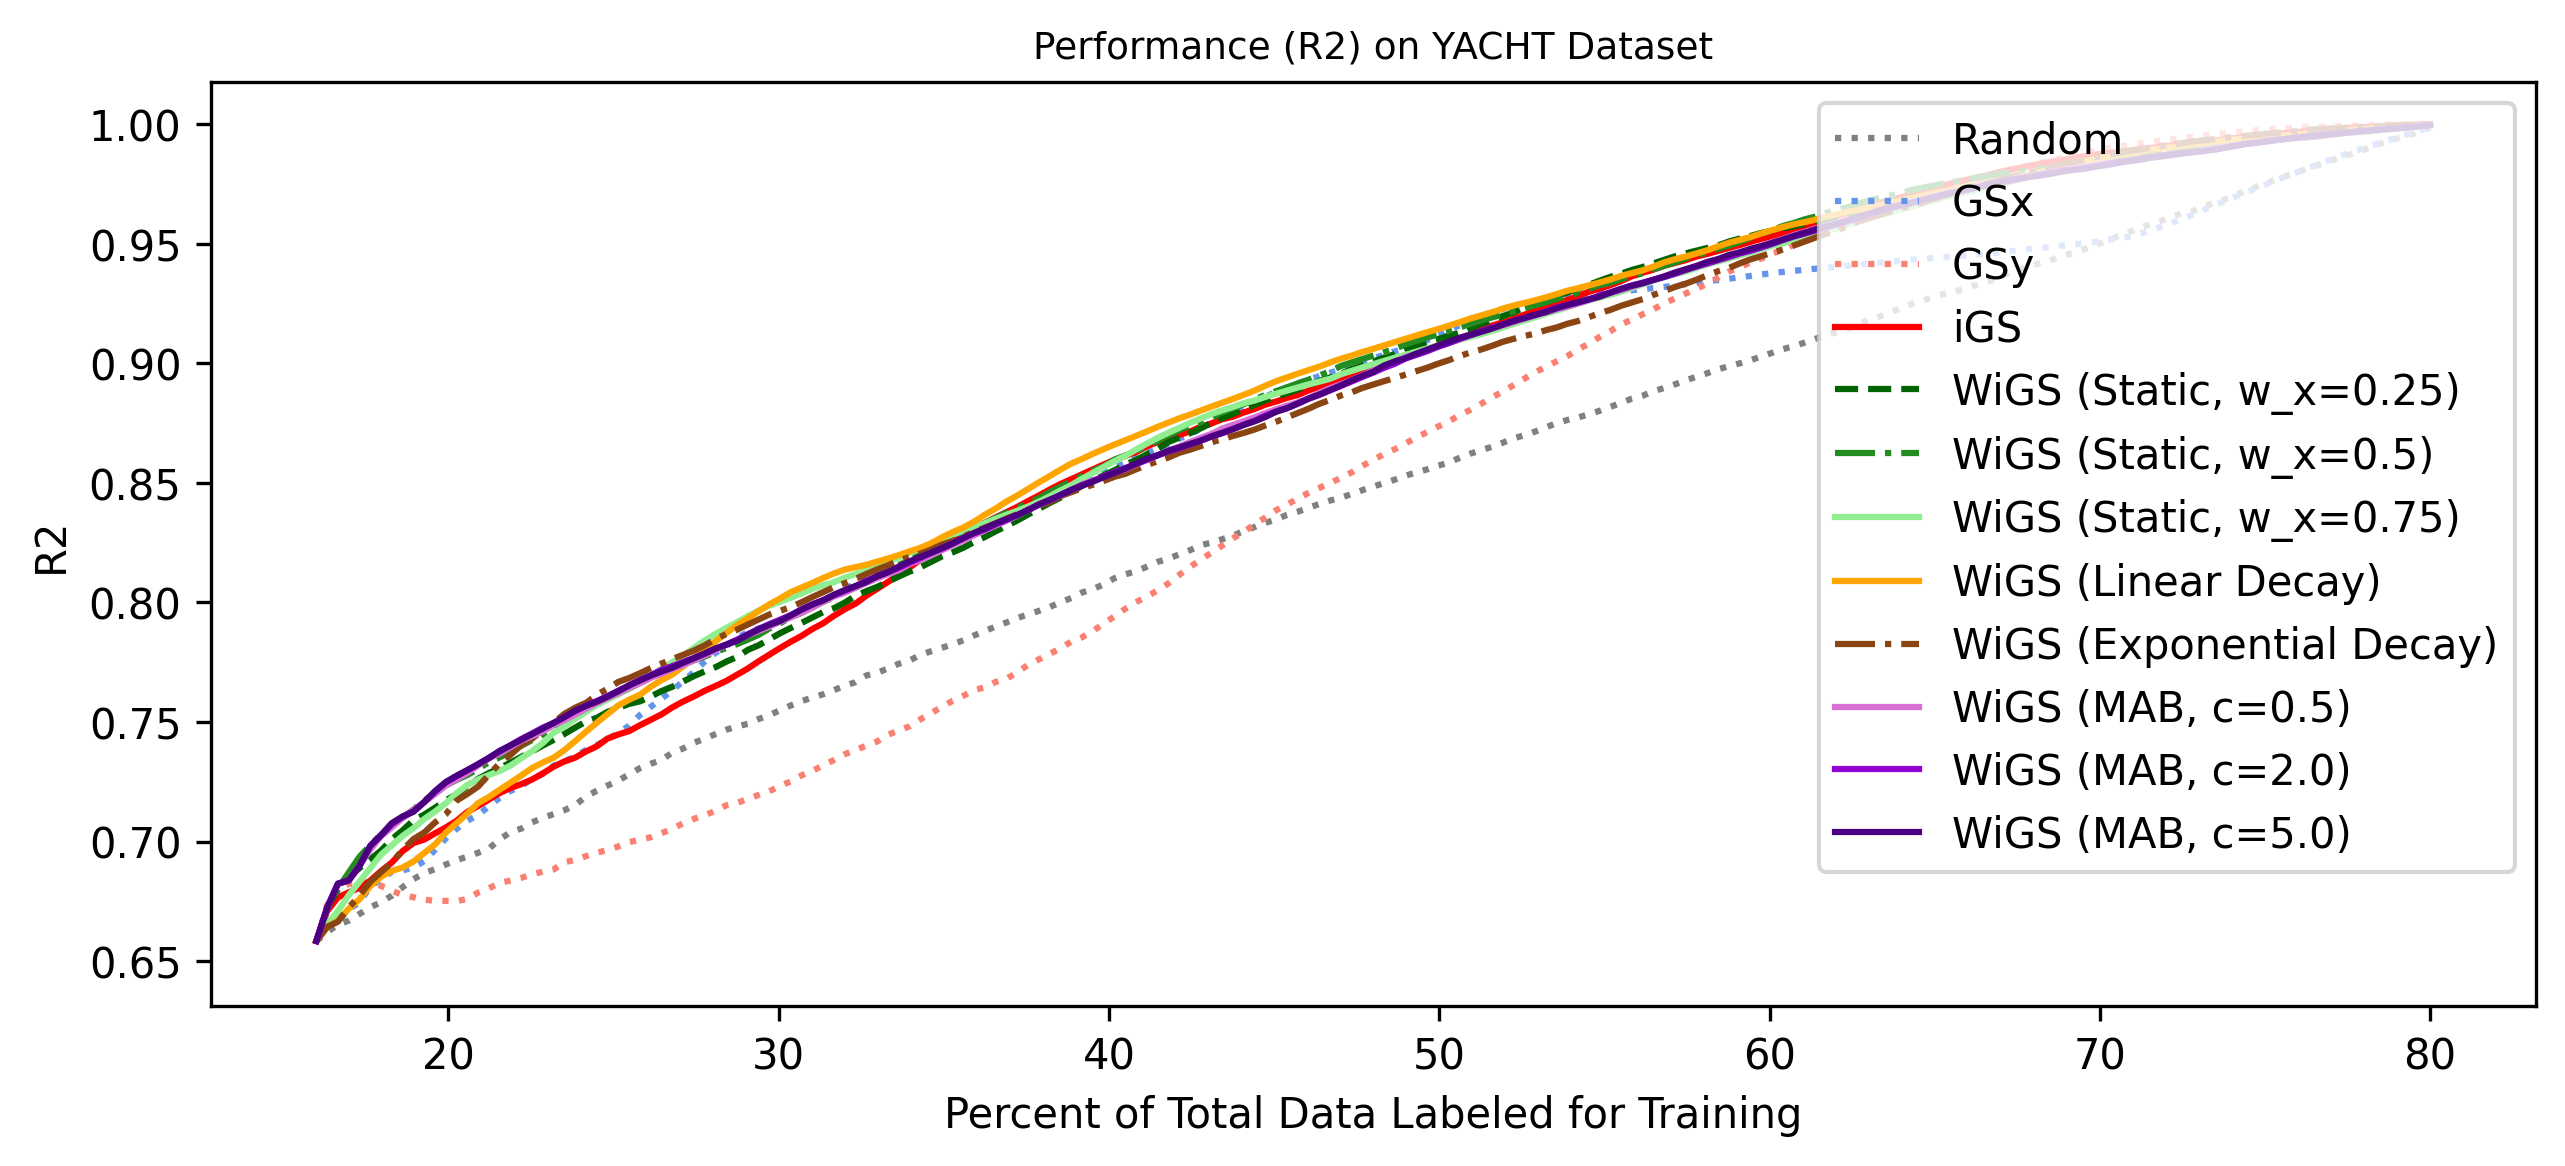 Performance (R2) on YACHT Dataset
R2
1.00
0.95
0.90
0.85
0.80
0.75
0.70
0.65
20 30 40 50 60 70 80
Percent of Total Data Labeled for Training
Random
GSx
GSy
iGS
WiGS (Static, w_x=0.25)
WiGS (Static, w_x=0.5)
WiGS (Static, w_x=0.75)
WiGS (Linear Decay)
WiGS (Exponential Decay)
WiGS (MAB, c=0.5)
WiGS (MAB, c=2.0)
WiGS (MAB, c=5.0)